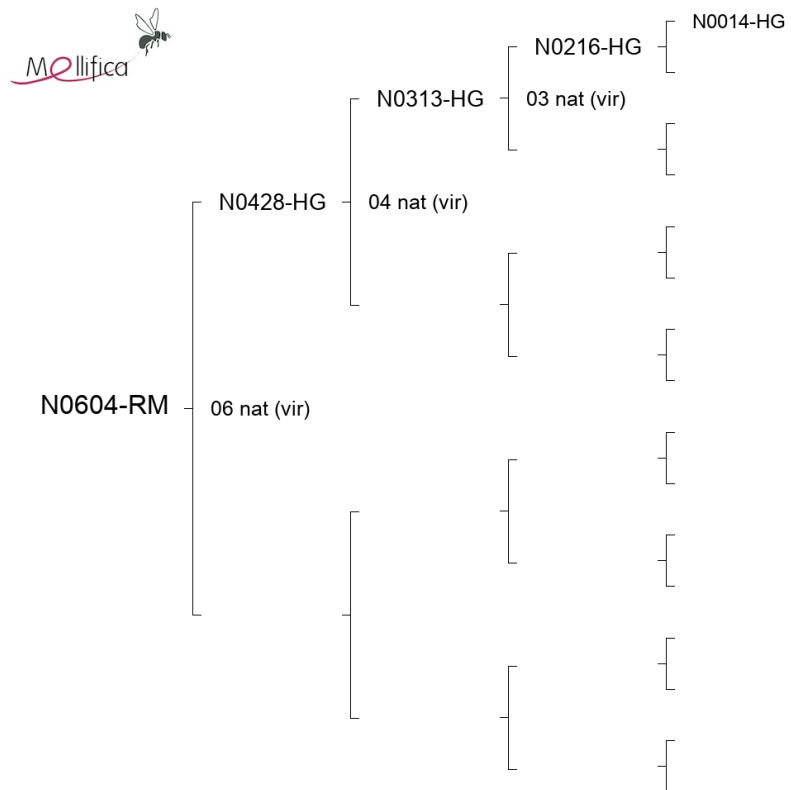 Mellifica
N0014-HG
N0216-HG
N0313-HG
03 nat (vir)
N0428-HG
04 nat (vir)
N0604-RM
06 nat (vir)